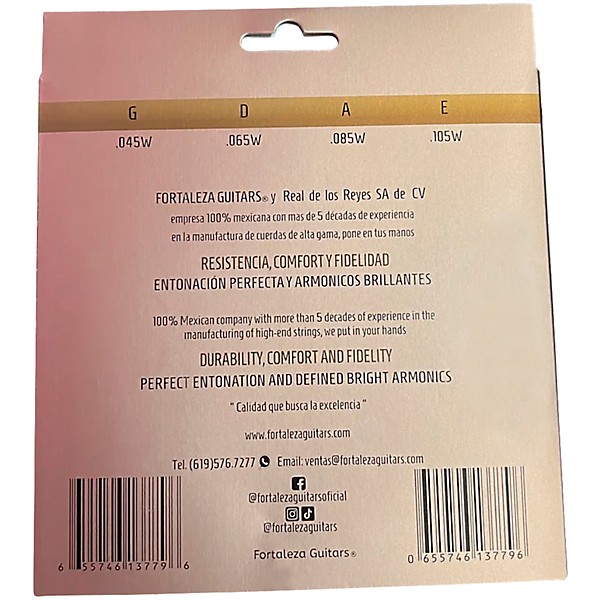 G D A E
.045W .065W .085W .105W
FORTALEZA GUITARS® y Real de los Reyes SA de CV
empresa 100% mexicana con mas de 5 décadas de experiencia
en la manufactura de cuerdas de alta gama, pone en tus manos
RESISTENCIA, COMFORT Y FIDELIDAD
ENTONACIÓN PERFECTA Y ARMONICOS BRILLANTES
100% Mexican company with more than 5 decades of experience in the
manufacturing of high-end strings, we put in your hands
DURABILITY, COMFORT AND FIDELITY
PERFECT ENTONATION AND DEFINED BRIGHT ARMONICS
" Calidad que busca la excelencia "
www.fortalezaguitars.com
Tel. (619)576.7277 Email: ventas@fortalezaguitars.com
@fortalezaguitarsoficial
@fortalezaguitars
Fortaleza Guitars®
6 55746 13779 6
0 655746 137796